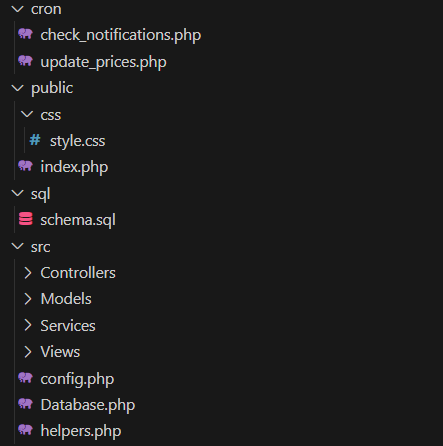 cron
check_notifications.php
update_prices.php
public
css
# style.css
index.php
sql
schema.sql
src
Controllers
Models
Services
Views
config.php
Database.php
helpers.php